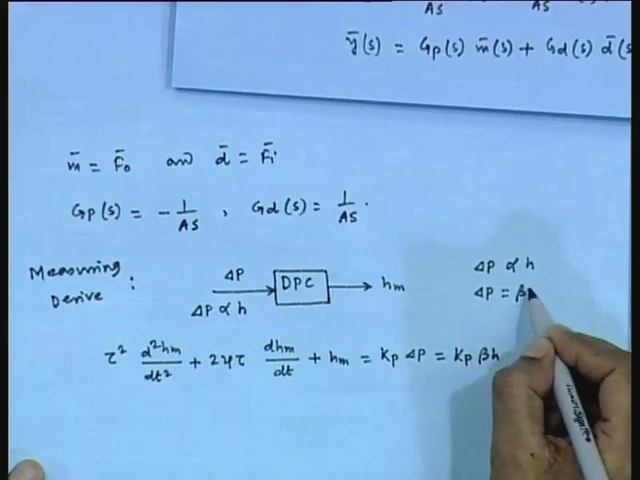 AS AS
ȳ(s) = Gp(s) m̄(s) + Gd(s) d̄(s
m̄ = F̄o and d̄ = F̄i
Gp(s) = - 1/AS , Gd(s) = 1/AS .
Measuring Derive :
ΔP
ΔP ∝ h
DPC
hm
ΔP ∝ h
ΔP = β
τ² d²hm/dt² + 2ψτ dhm/dt + hm = Kp ΔP = Kp βh